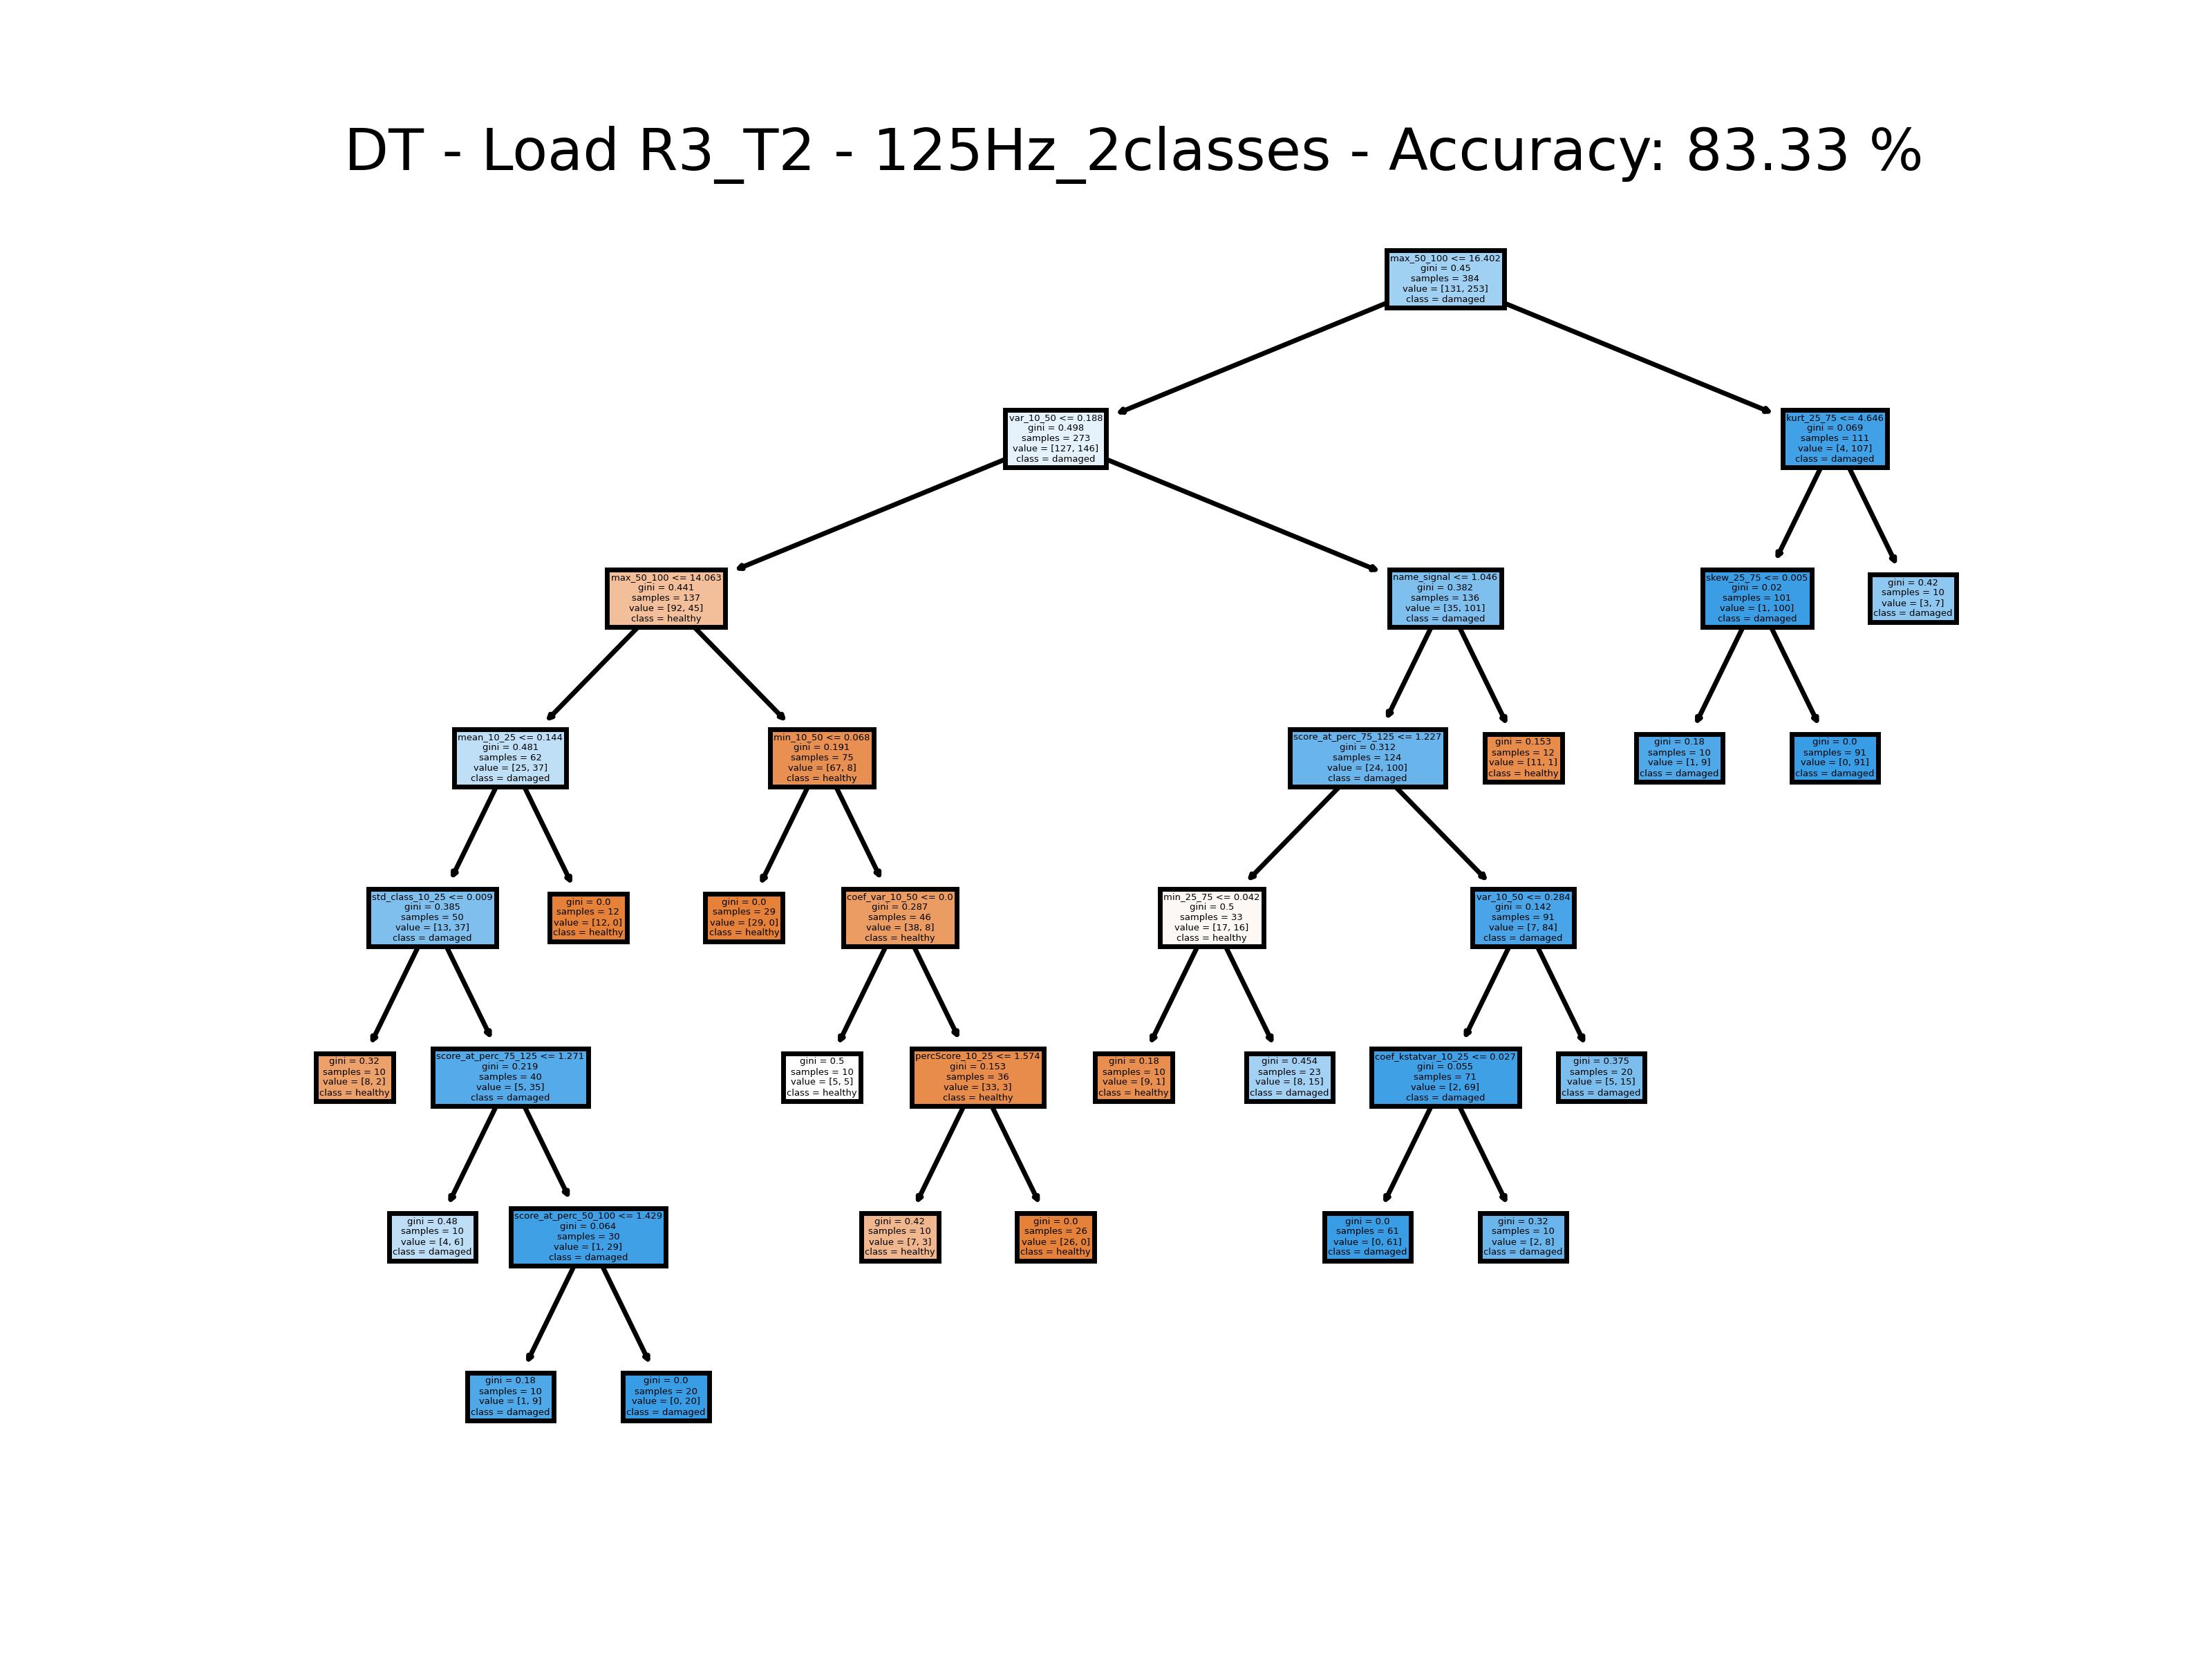 DT - Load R3_T2 - 125Hz_2classes - Accuracy: 83.33 %
max_50_100 <= 16.402
gini = 0.45
samples = 384
value = [131, 253]
class = damaged
var_10_50 <= 0.188
gini = 0.498
samples = 273
value = [127, 146]
class = damaged
kurt_25_75 <= 4.646
gini = 0.069
samples = 111
value = [4, 107]
class = damaged
max_50_100 <= 14.063
gini = 0.441
samples = 137
value = [92, 45]
class = healthy
name_signal <= 1.046
gini = 0.382
samples = 136
value = [35, 101]
class = damaged
skew_25_75 <= 0.005
gini = 0.02
samples = 101
value = [1, 100]
class = damaged
gini = 0.42
samples = 10
value = [3, 7]
class = damaged
mean_10_25 <= 0.144
gini = 0.481
samples = 62
value = [25, 37]
class = damaged
min_10_50 <= 0.068
gini = 0.191
samples = 75
value = [67, 8]
class = healthy
score_at_perc_75_125 <= 1.227
gini = 0.312
samples = 124
value = [24, 100]
class = damaged
gini = 0.153
samples = 12
value = [11, 1]
class = healthy
gini = 0.18
samples = 10
value = [1, 9]
class = damaged
gini = 0.0
samples = 91
value = [0, 91]
class = damaged
std_class_10_25 <= 0.009
gini = 0.385
samples = 50
value = [13, 37]
class = damaged
gini = 0.0
samples = 12
value = [12, 0]
class = healthy
gini = 0.0
samples = 29
value = [29, 0]
class = healthy
coef_var_10_50 <= 0.0
gini = 0.287
samples = 46
value = [38, 8]
class = healthy
min_25_75 <= 0.042
gini = 0.5
samples = 33
value = [17, 16]
class = healthy
var_10_50 <= 0.284
gini = 0.142
samples = 91
value = [7, 84]
class = damaged
gini = 0.32
samples = 10
value = [8, 2]
class = healthy
score_at_perc_75_125 <= 1.271
gini = 0.219
samples = 40
value = [5, 35]
class = damaged
gini = 0.5
samples = 10
value = [5, 5]
class = healthy
percScore_10_25 <= 1.574
gini = 0.153
samples = 36
value = [33, 3]
class = healthy
gini = 0.18
samples = 10
value = [9, 1]
class = healthy
gini = 0.454
samples = 23
value = [8, 15]
class = damaged
coef_kstatvar_10_25 <= 0.027
gini = 0.055
samples = 71
value = [2, 69]
class = damaged
gini = 0.375
samples = 20
value = [5, 15]
class = damaged
gini = 0.48
samples = 10
value = [4, 6]
class = damaged
score_at_perc_50_100 <= 1.429
gini = 0.064
samples = 30
value = [1, 29]
class = damaged
gini = 0.42
samples = 10
value = [7, 3]
class = healthy
gini = 0.0
samples = 26
value = [26, 0]
class = healthy
gini = 0.0
samples = 61
value = [0, 61]
class = damaged
gini = 0.32
samples = 10
value = [2, 8]
class = damaged
gini = 0.18
samples = 10
value = [1, 9]
class = damaged
gini = 0.0
samples = 20
value = [0, 20]
class = damaged